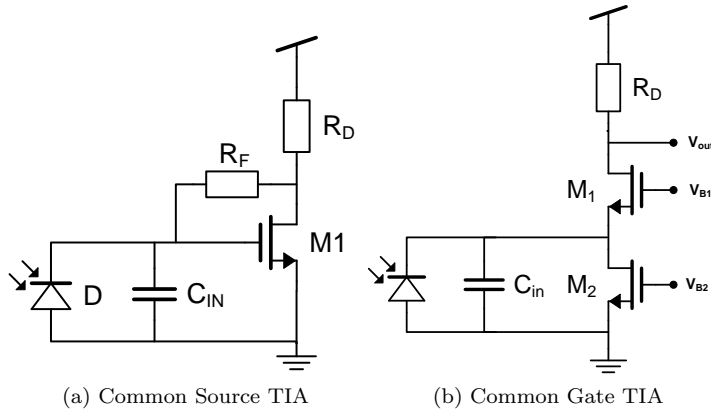 R_D
R_F
M1
D
C_IN
R_D
V_out
M_1
V_B1
C_in
M_2
V_B2
(a) Common Source TIA
(b) Common Gate TIA